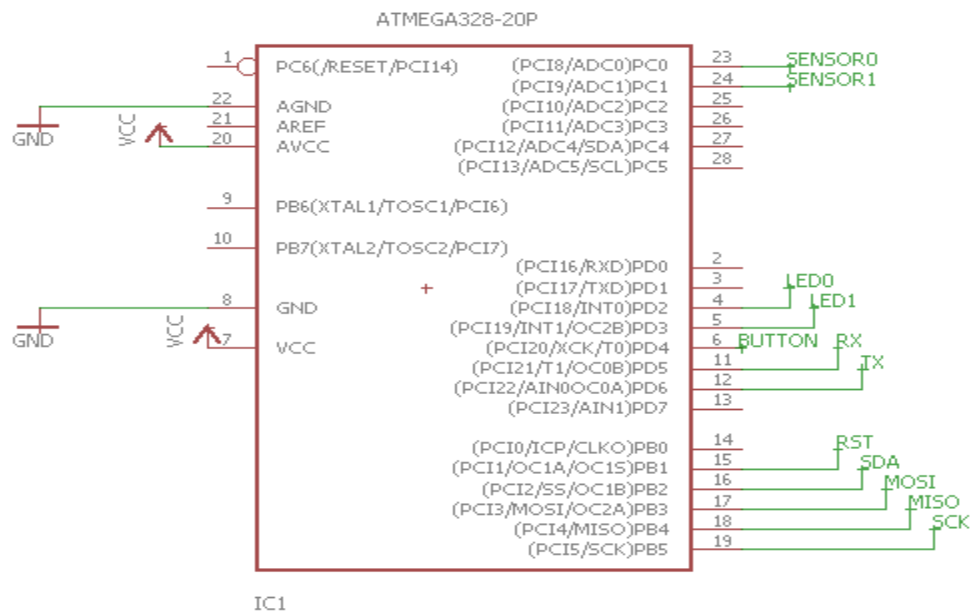 ATMEGA328-20P
1 PC6(/RESET/PCI14) (PCI8/ADC0)PC0 23 SENSOR0
(PCI9/ADC1)PC1 24 SENSOR1
22 AGND (PCI10/ADC2)PC2 25
GND VCC 21 AREF (PCI11/ADC3)PC3 26
20 AVCC (PCI12/ADC4/SDA)PC4 27
(PCI13/ADC5/SCL)PC5 28
9 PB6(XTAL1/TOSC1/PCI6)
10 PB7(XTAL2/TOSC2/PCI7)
(PCI16/RXD)PD0 2
(PCI17/TXD)PD1 3 LED0
8 GND (PCI18/INT0)PD2 4 LED1
GND VCC (PCI19/INT1/OC2B)PD3 5
7 VCC (PCI20/XCK/T0)PD4 6 BUTTON RX
(PCI21/T1/OC0B)PD5 11 TX
(PCI22/AIN0OC0A)PD6 12
(PCI23/AIN1)PD7 13
(PCI0/ICP/CLKO)PB0 14 RST
(PCI1/OC1A/OC1S)PB1 15 SDA
(PCI2/SS/OC1B)PB2 16 MOSI
(PCI3/MOSI/OC2A)PB3 17 MISO
(PCI4/MISO)PB4 18 SCK
(PCI5/SCK)PB5 19
IC1